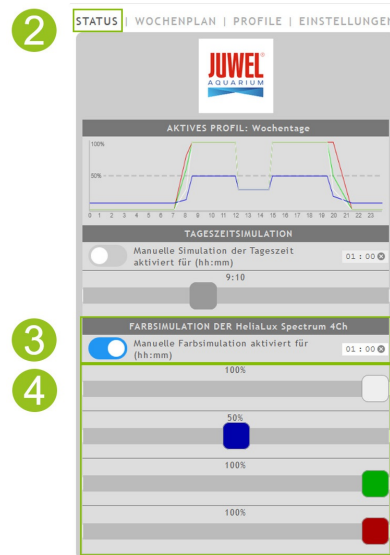 2
STATUS | WOCHENPLAN | PROFILE | EINSTELLUNGEN
JUWEL®
AQUARIUM
AKTIVES PROFIL: Wochentage
100%
50%
0 1 2 3 4 5 6 7 8 9 10 11 12 13 14 15 16 17 18 19 20 21 22 23
TAGESZEITSIMULATION
Manuelle Simulation der Tageszeit
aktiviert für (hh:mm)
01 : 00
9:10
3
FARBSIMULATION DER HeliaLux Spectrum 4Ch
Manuelle Farbsimulation aktiviert für
(hh:mm)
01 : 00
4
100%
50%
100%
100%